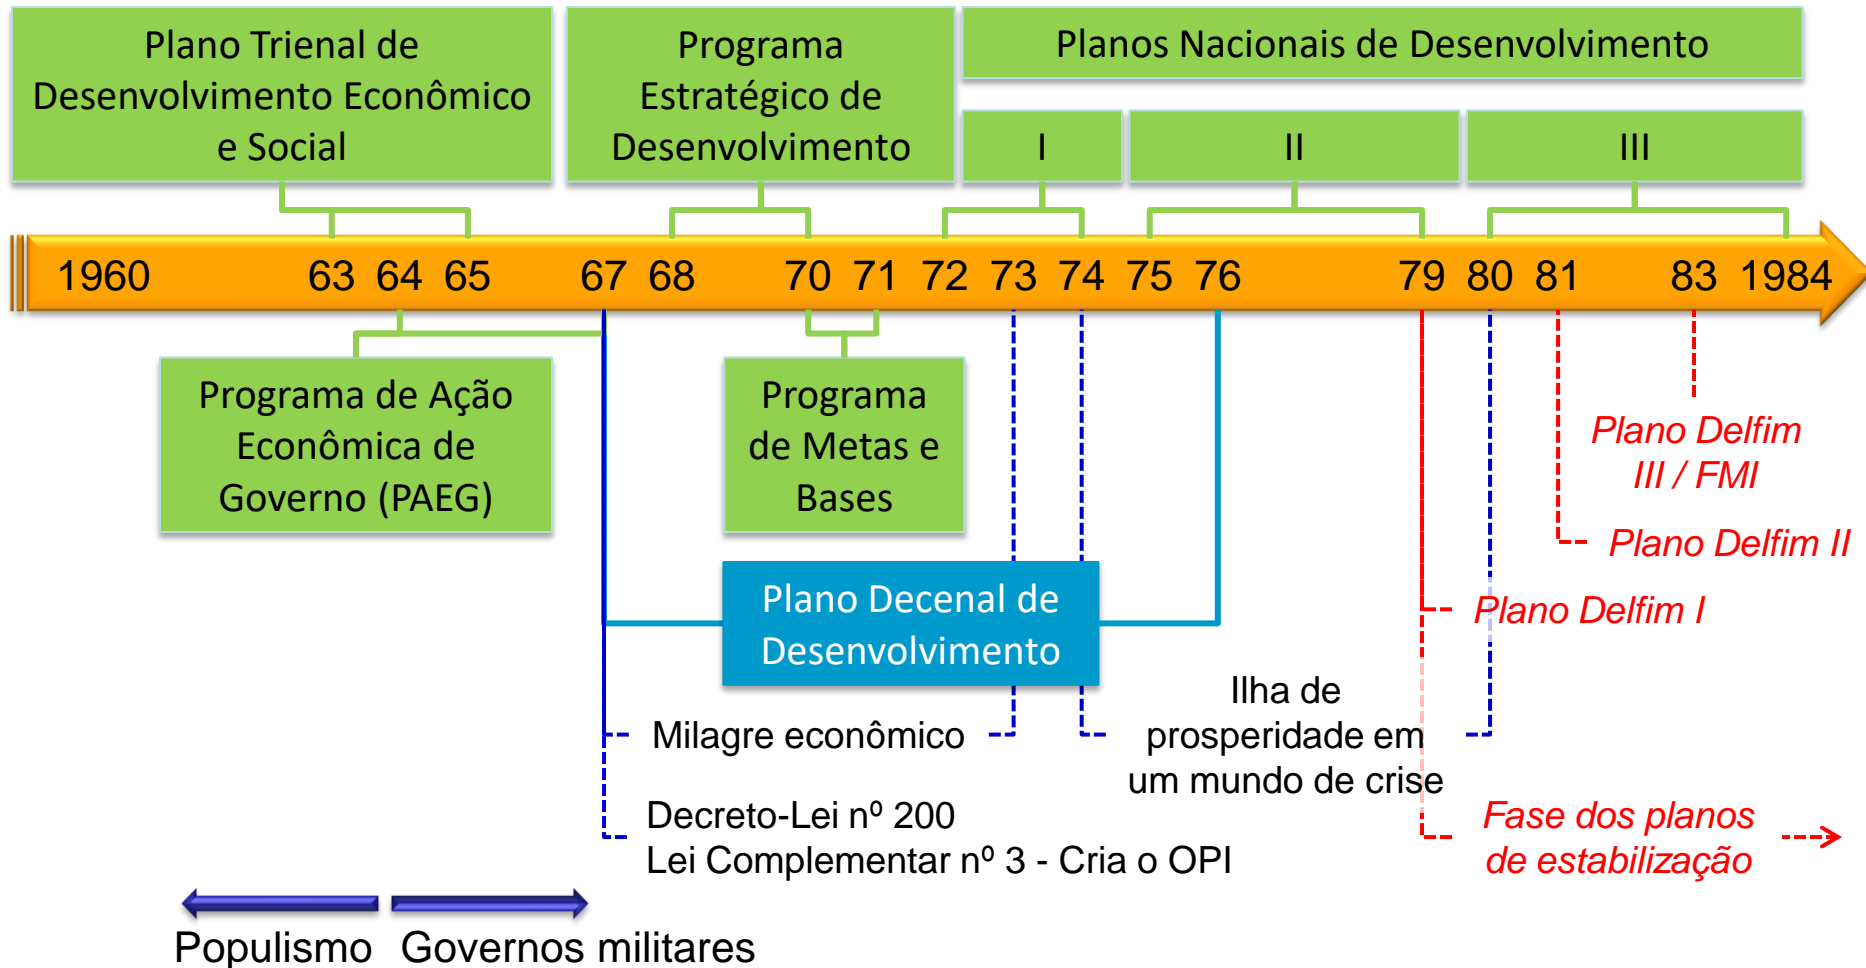 Plano Trienal de
Desenvolvimento Econômico
e Social
Programa
Estratégico de
Desenvolvimento
Planos Nacionais de Desenvolvimento
I
II
III
1960 63 64 65 67 68 70 71 72 73 74 75 76 79 80 81 83 1984
Programa de Ação
Econômica de
Governo (PAEG)
Programa
de Metas e
Bases
Plano Delfim
III / FMI
Plano Delfim II
Plano Delfim I
Plano Decenal de
Desenvolvimento
Milagre econômico
Ilha de
prosperidade em
um mundo de crise
Decreto-Lei nº 200
Lei Complementar nº 3 - Cria o OPI
Fase dos planos
de estabilização
Populismo
Governos militares